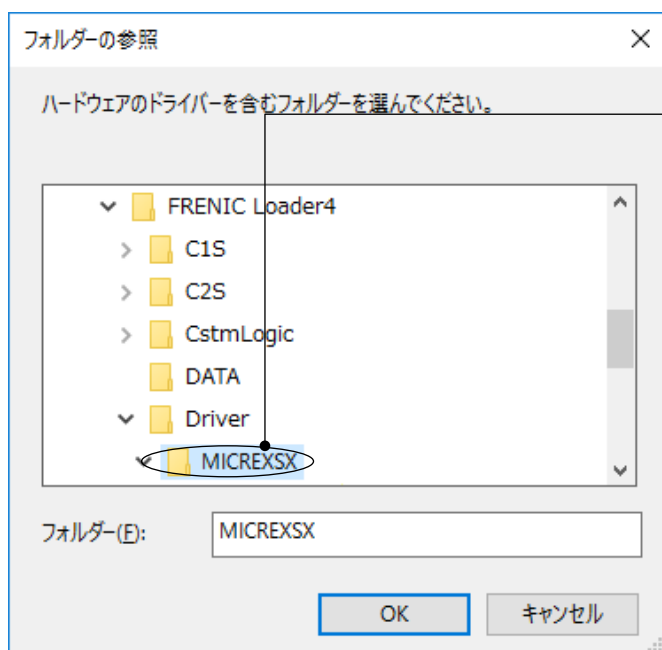 フォルダーの参照
ハードウェアのドライバーを含むフォルダーを選んでください。
FRENIC Loader4
C1S
C2S
CstmLogic
DATA
Driver
MICREXSX
フォルダー(F): MICREXSX
OK キャンセル